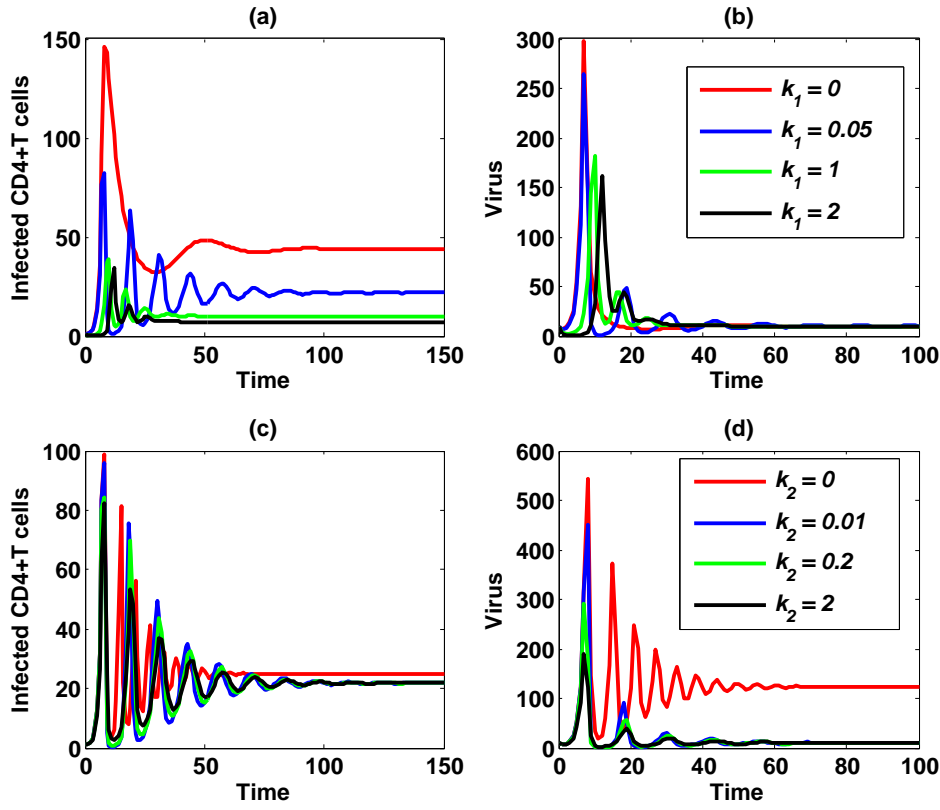 (a)
150
100
50
0
0 50 100 150
Infected CD4+T cells
Time
(b)
300
250
200
150
100
50
0
0 20 40 60 80 100
Virus
Time
k1 = 0
k1 = 0.05
k1 = 1
k1 = 2
(c)
100
80
60
40
20
0
0 50 100 150
Infected CD4+T cells
Time
(d)
600
500
400
300
200
100
0
0 20 40 60 80 100
Virus
Time
k2 = 0
k2 = 0.01
k2 = 0.2
k2 = 2